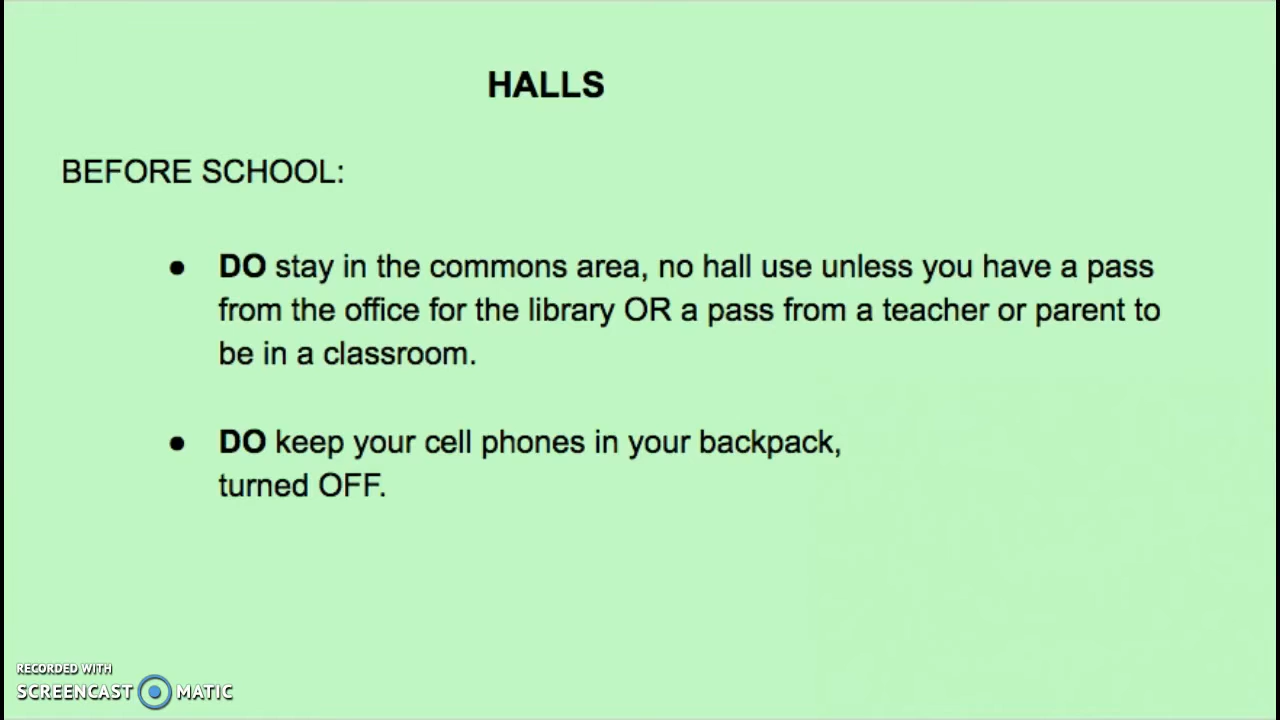 HALLS
BEFORE SCHOOL:
● DO stay in the commons area, no hall use unless you have a pass
from the office for the library OR a pass from a teacher or parent to
be in a classroom.
● DO keep your cell phones in your backpack,
turned OFF.
RECORDED WITH
SCREENCAST MATIC